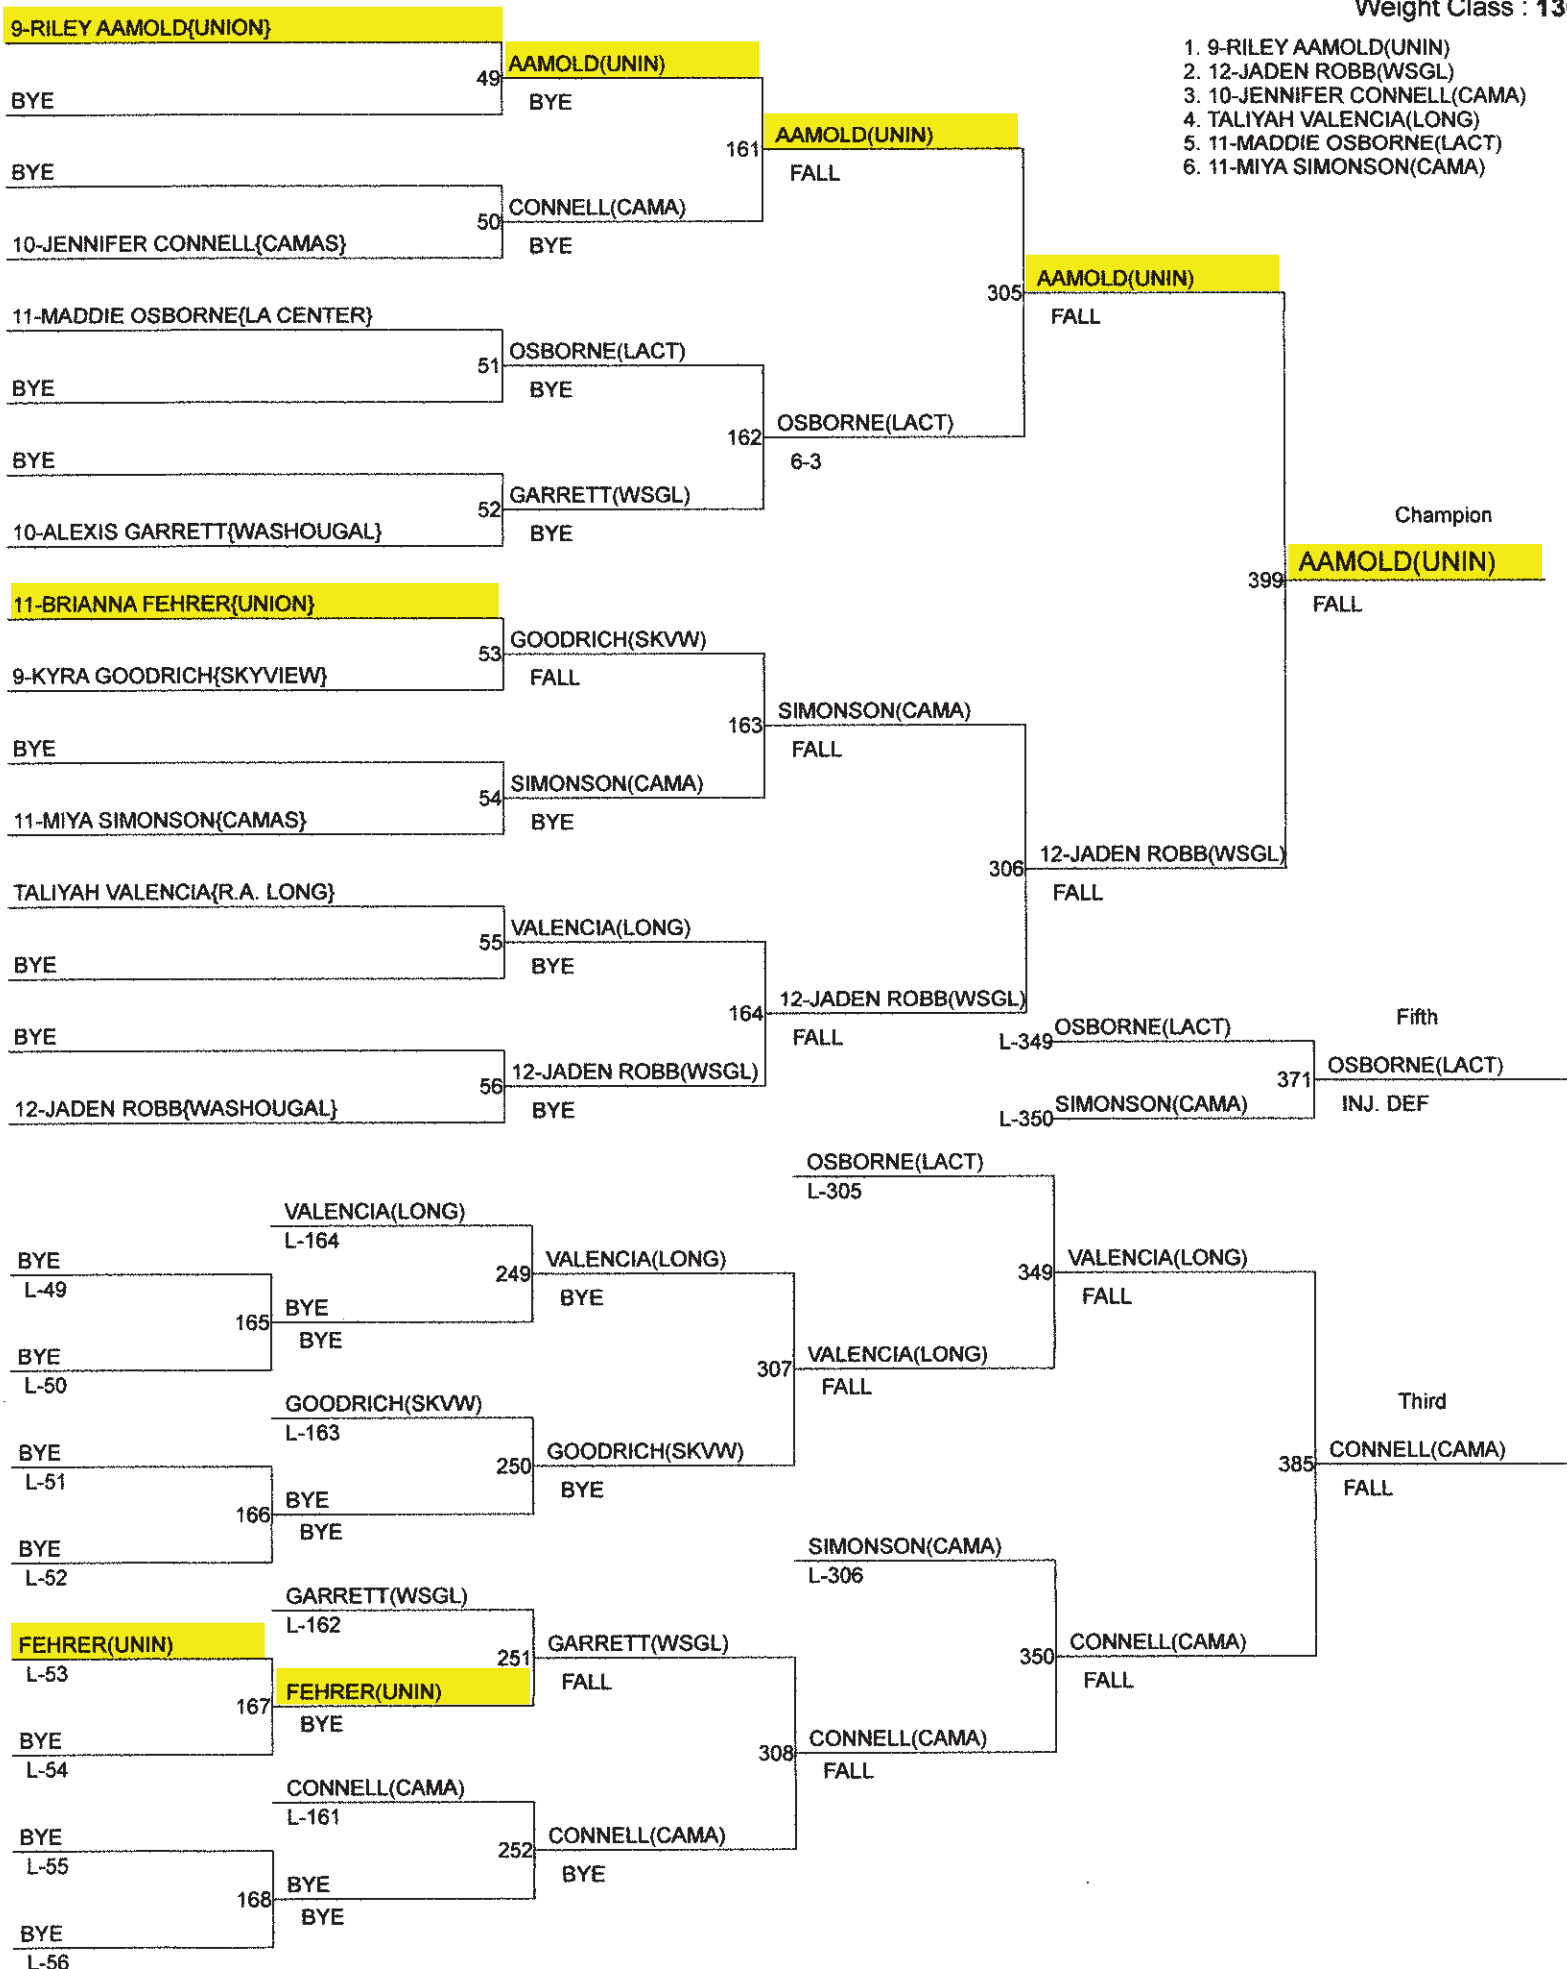 Weight Class : 13
1. 9-RILEY AAMOLD(UNIN)
2. 12-JADEN ROBB(WSGL)
3. 10-JENNIFER CONNELL(CAMA)
4. TALIYAH VALENCIA(LONG)
5. 11-MADDIE OSBORNE(LACT)
6. 11-MIYA SIMONSON(CAMA)
9-RILEY AAMOLD{UNION}
49
AAMOLD(UNIN)
BYE
BYE
161
AAMOLD(UNIN)
FALL
BYE
50
CONNELL(CAMA)
BYE
10-JENNIFER CONNELL{CAMAS}
305
AAMOLD(UNIN)
FALL
11-MADDIE OSBORNE{LA CENTER}
51
OSBORNE(LACT)
BYE
BYE
162
OSBORNE(LACT)
6-3
BYE
52
GARRETT(WSGL)
BYE
10-ALEXIS GARRETT{WASHOUGAL}
Champion
399
AAMOLD(UNIN)
FALL
11-BRIANNA FEHRER{UNION}
53
GOODRICH(SKVW)
FALL
9-KYRA GOODRICH{SKYVIEW}
163
SIMONSON(CAMA)
FALL
BYE
54
SIMONSON(CAMA)
BYE
11-MIYA SIMONSON{CAMAS}
306
12-JADEN ROBB(WSGL)
FALL
TALIYAH VALENCIA{R.A. LONG}
55
VALENCIA(LONG)
BYE
BYE
164
12-JADEN ROBB(WSGL)
FALL
BYE
56
12-JADEN ROBB(WSGL)
BYE
12-JADEN ROBB{WASHOUGAL}
Fifth
L-349
OSBORNE(LACT)
371
OSBORNE(LACT)
INJ. DEF
L-350
SIMONSON(CAMA)
OSBORNE(LACT)
L-305
VALENCIA(LONG)
L-164
BYE
L-49
249
VALENCIA(LONG)
BYE
349
VALENCIA(LONG)
FALL
165
BYE
BYE
BYE
L-50
307
VALENCIA(LONG)
FALL
GOODRICH(SKVW)
L-163
Third
BYE
L-51
250
GOODRICH(SKVW)
BYE
385
CONNELL(CAMA)
FALL
166
BYE
BYE
BYE
L-52
SIMONSON(CAMA)
L-306
GARRETT(WSGL)
L-162
FEHRER(UNIN)
L-53
251
GARRETT(WSGL)
FALL
350
CONNELL(CAMA)
FALL
167
FEHRER(UNIN)
BYE
BYE
L-54
308
CONNELL(CAMA)
FALL
CONNELL(CAMA)
L-161
BYE
L-55
252
CONNELL(CAMA)
BYE
168
BYE
BYE
BYE
L-56